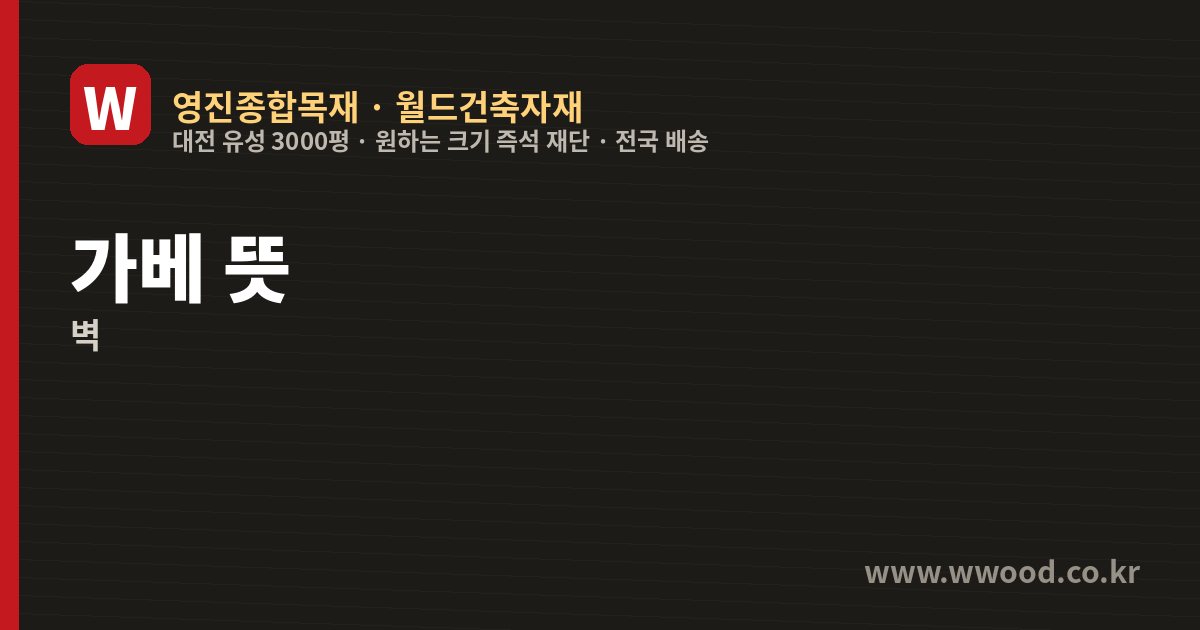 W
영진종합목재 · 월드건축자재
대전 유성 3000평 · 원하는 크기 즉석 재단 · 전국 배송
가베 뜻
벽
www.wwood.co.kr